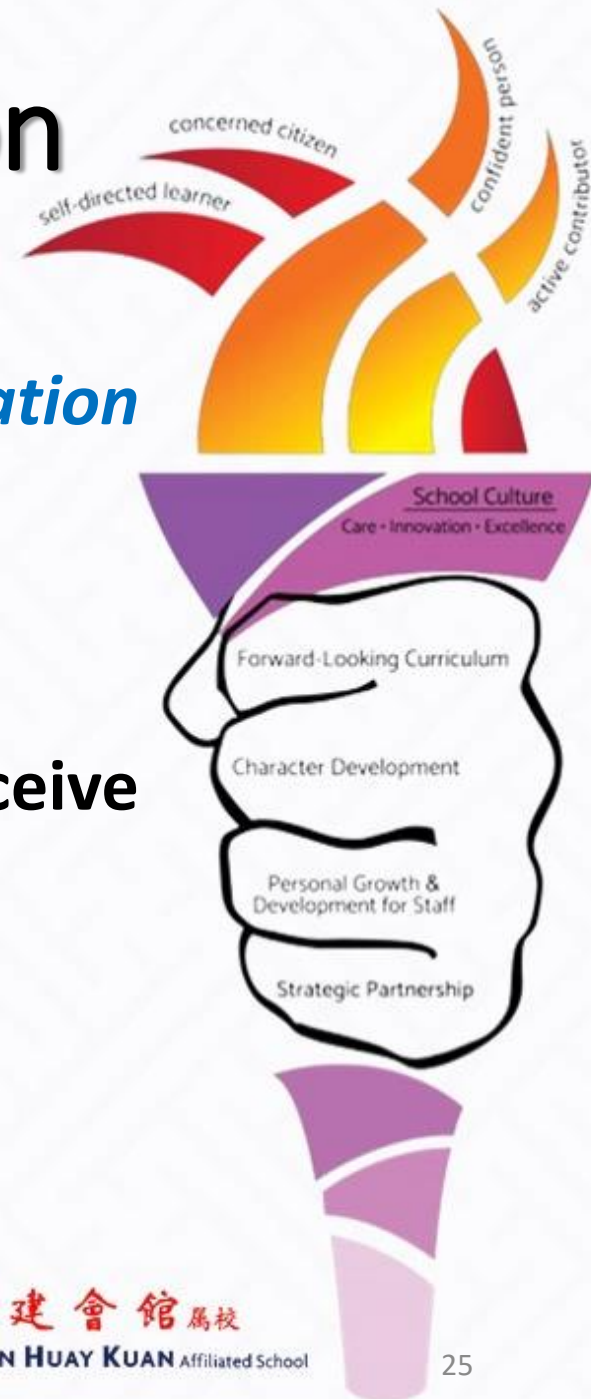 on
concerned citizen
confident person
self-directed learner
active contributor
ation
School Culture
Care • Innovation • Excellence
Forward-Looking Curriculum
Character Development
ceive
Personal Growth &
Development for Staff
Strategic Partnership
建會館属校
N HUAY KUAN Affiliated School
25